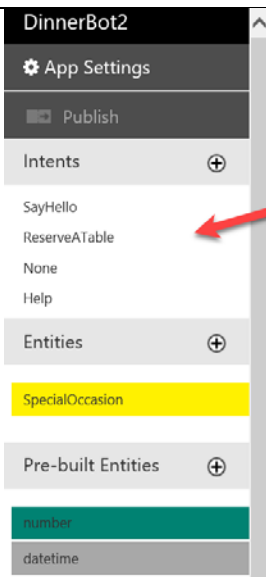 DinnerBot2
App Settings
Publish
Intents
SayHello
ReserveATable
None
Help
Entities
SpecialOccasion
Pre-built Entities
number
datetime